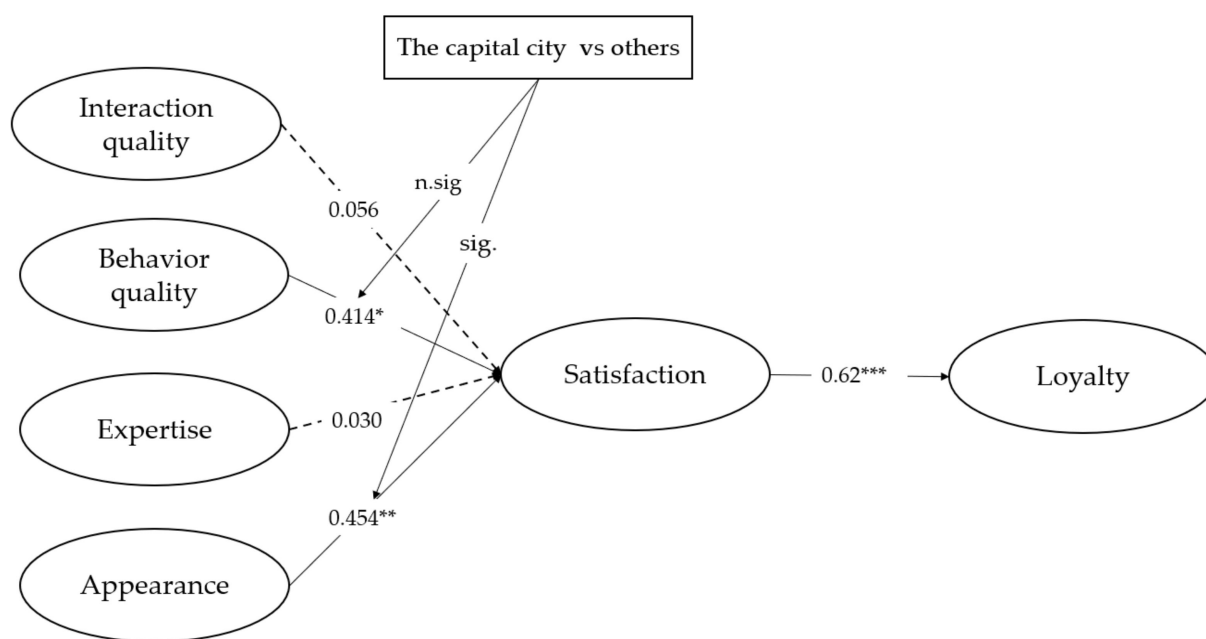 The capital city vs others
Interaction
quality
n.sig
0.056
Behavior
quality
sig.
0.414*
Satisfaction
0.62***
Loyalty
Expertise
0.030
0.454**
Appearance